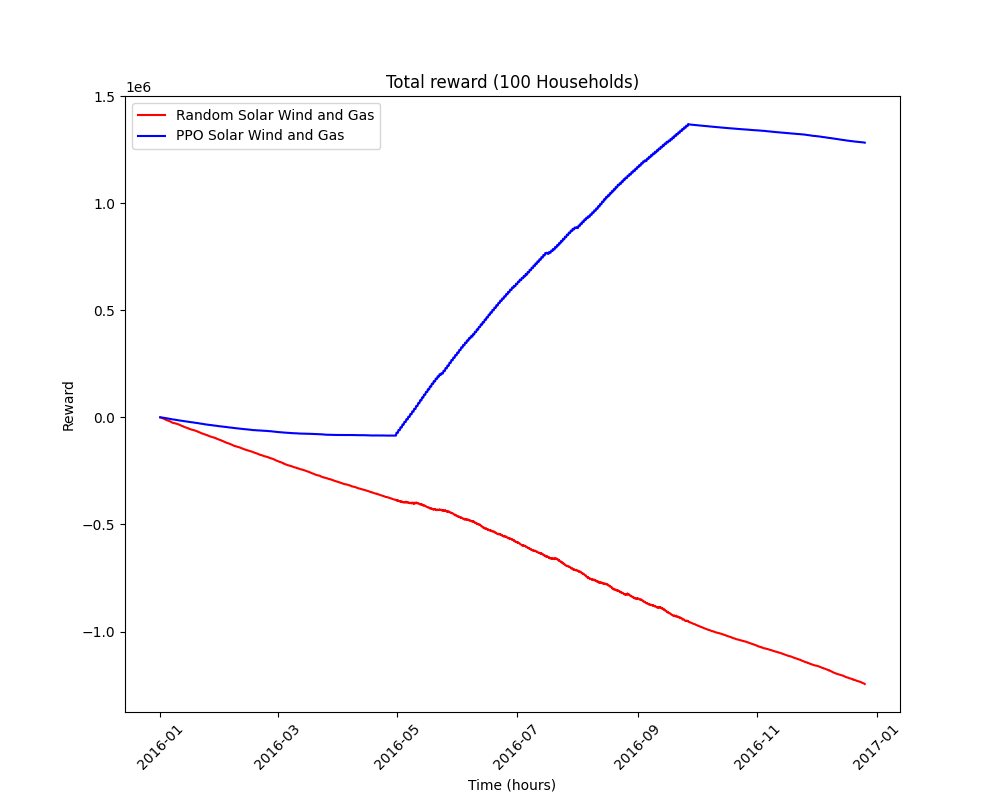 Total reward (100 Households)
1e6
Random Solar Wind and Gas
PPO Solar Wind and Gas
1.5
1.0
0.5
0.0
−0.5
−1.0
Reward
2016-01
2016-03
2016-05
2016-07
2016-09
2016-11
2017-01
Time (hours)